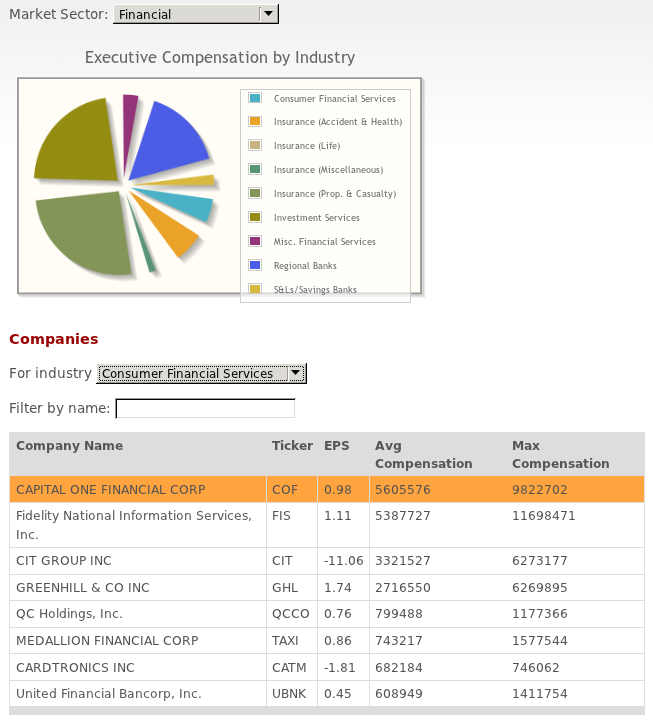 Market Sector: Financial
Executive Compensation by Industry
Consumer Financial Services
Insurance (Accident & Health)
Insurance (Life)
Insurance (Miscellaneous)
Insurance (Prop. & Casualty)
Investment Services
Misc. Financial Services
Regional Banks
S&Ls/Savings Banks
Companies
For industry Consumer Financial Services
Filter by name:
Company Name Ticker EPS Avg Compensation Max Compensation
CAPITAL ONE FINANCIAL CORP COF 0.98 5605576 9822702
Fidelity National Information Services, Inc. FIS 1.11 5387727 11698471
CIT GROUP INC CIT -11.06 3321527 6273177
GREENHILL & CO INC GHL 1.74 2716550 6269895
QC Holdings, Inc. QCCO 0.76 799488 1177366
MEDALLION FINANCIAL CORP TAXI 0.86 743217 1577544
CARDTRONICS INC CATM -1.81 682184 746062
United Financial Bancorp, Inc. UBNK 0.45 608949 1411754